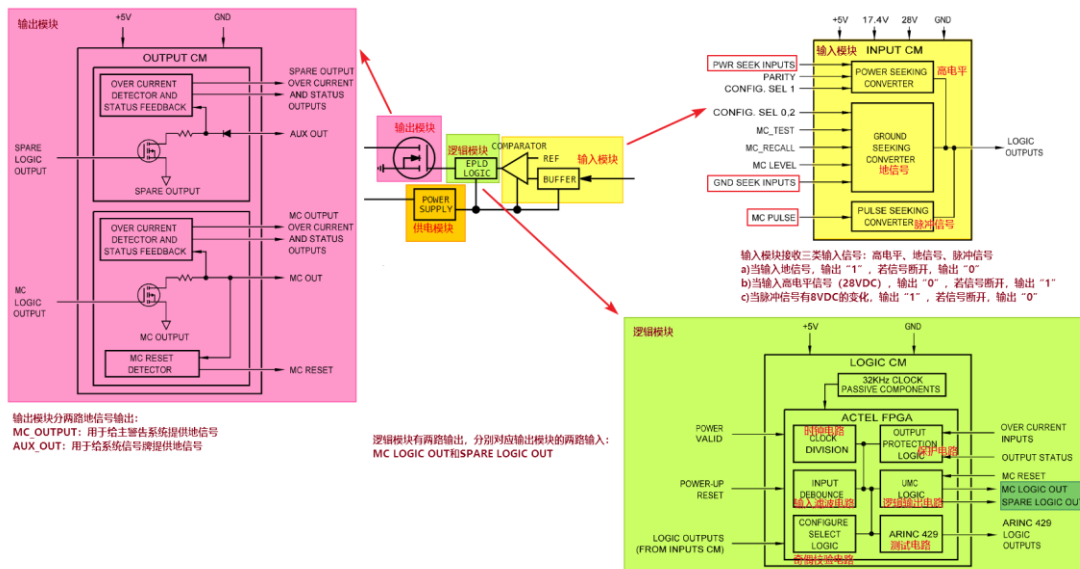 输出模块
+5V
GND
OUTPUT CM
OVER CURRENT
DETECTOR AND
STATUS FEEDBACK
SPARE OUTPUT
OVER CURRENT
AND STATUS
OUTPUTS
AUX OUT
SPARE
LOGIC
OUTPUT
SPARE OUTPUT
OVER CURRENT
DETECTOR AND
STATUS FEEDBACK
MC OUTPUT
OVER CURRENT
AND STATUS
OUTPUTS
MC OUT
MC
LOGIC
OUTPUT
MC OUTPUT
MC RESET
DETECTOR
MC RESET
输出模块分两路地信号输出：
MC_OUTPUT：用于给主警告系统提供地信号
AUX_OUT：用于给系统信号牌提供地信号
输出模块
逻辑模块
EPLD
LOGIC
COMPARATOR
REF
BUFFER
输入模块
POWER
SUPPLY
供电模块
逻辑模块有两路输出，分别对应输出模块的两路输入：
MC LOGIC OUT和SPARE LOGIC OUT
+5V
17.4V
28V
GND
输入模块
INPUT CM
PWR SEEK INPUTS
PARITY
CONFIG. SEL 1
POWER SEEKING
CONVERTER
高电平
CONFIG. SEL 0,2
MC_TEST
MC_RECALL
MC LEVEL
GND SEEK INPUTS
GROUND
SEEKING
CONVERTER
地信号
LOGIC
OUTPUTS
MC PULSE
PULSE SEEKING
CONVERTER
脉冲信号
输入模块接收三类输入信号：高电平、地信号、脉冲信号
a)当输入地信号，输出“1”，若信号断开，输出“0”
b)当输入高电平信号（28VDC），输出“0”，若信号断开，输出“1”
c)当脉冲信号有8VDC的变化，输出“1”，若信号断开，输出“0”
逻辑模块
+5V
GND
LOGIC CM
32KHz CLOCK
PASSIVE COMPONENTS
ACTEL FPGA
POWER
VALID
时钟电路
CLOCK
DIVISION
OUTPUT
PROTECTION
LOGIC
保护电路
OVER CURRENT
INPUTS
OUTPUT STATUS
POWER-UP
RESET
INPUT
DEBOUNCE
输入滤波电路
UMC
LOGIC
逻辑输出电路
MC RESET
MC LOGIC OUT
SPARE LOGIC OUT
LOGIC OUTPUTS
(FROM INPUTS CM)
CONFIGURE
SELECT
LOGIC
奇偶校验电路
ARINC 429
测试电路
ARINC 429
LOGIC
OUTPUTS